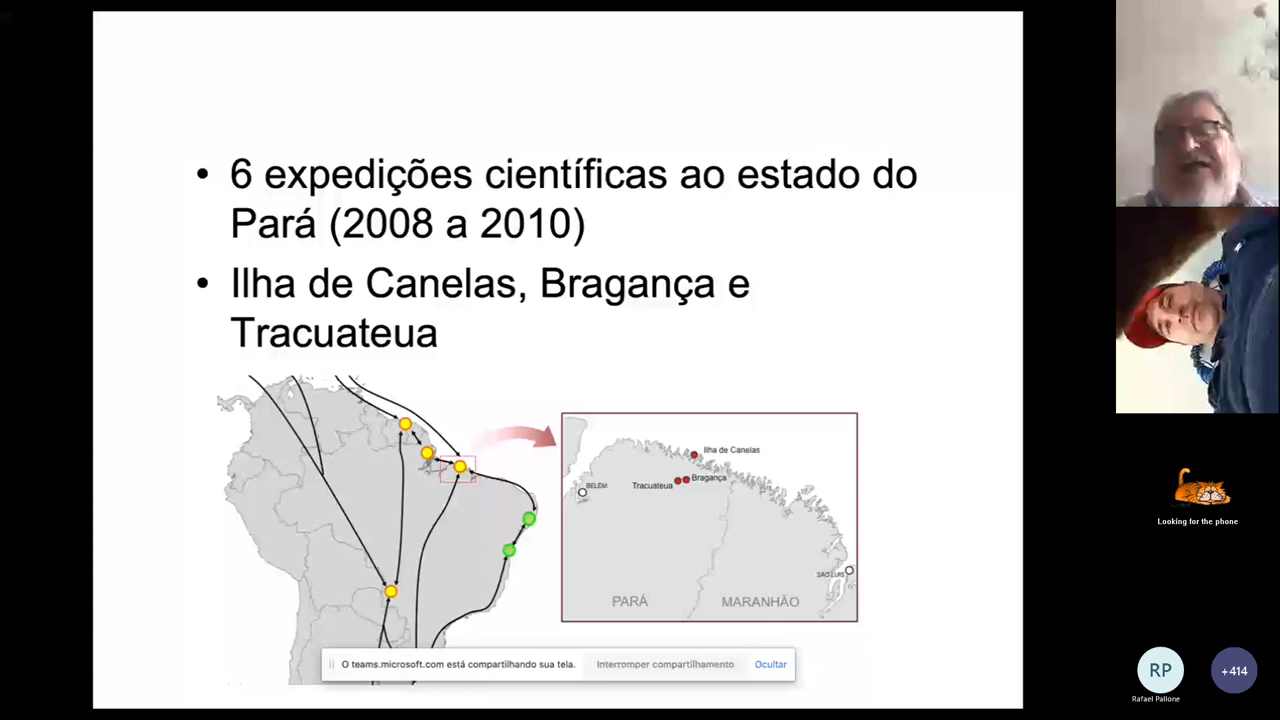 • 6 expedições científicas ao estado do
Pará (2008 a 2010)
• Ilha de Canelas, Bragança e
Tracuateua
Ilha de Canelas
Bragança
Tracuateua
BELÉM
SÃO LUIS
PARÁ
MARANHÃO
O teams.microsoft.com está compartilhando sua tela.
Interromper compartilhamento
Ocultar
Looking for the phone
RP
Rafael Pallone
+414